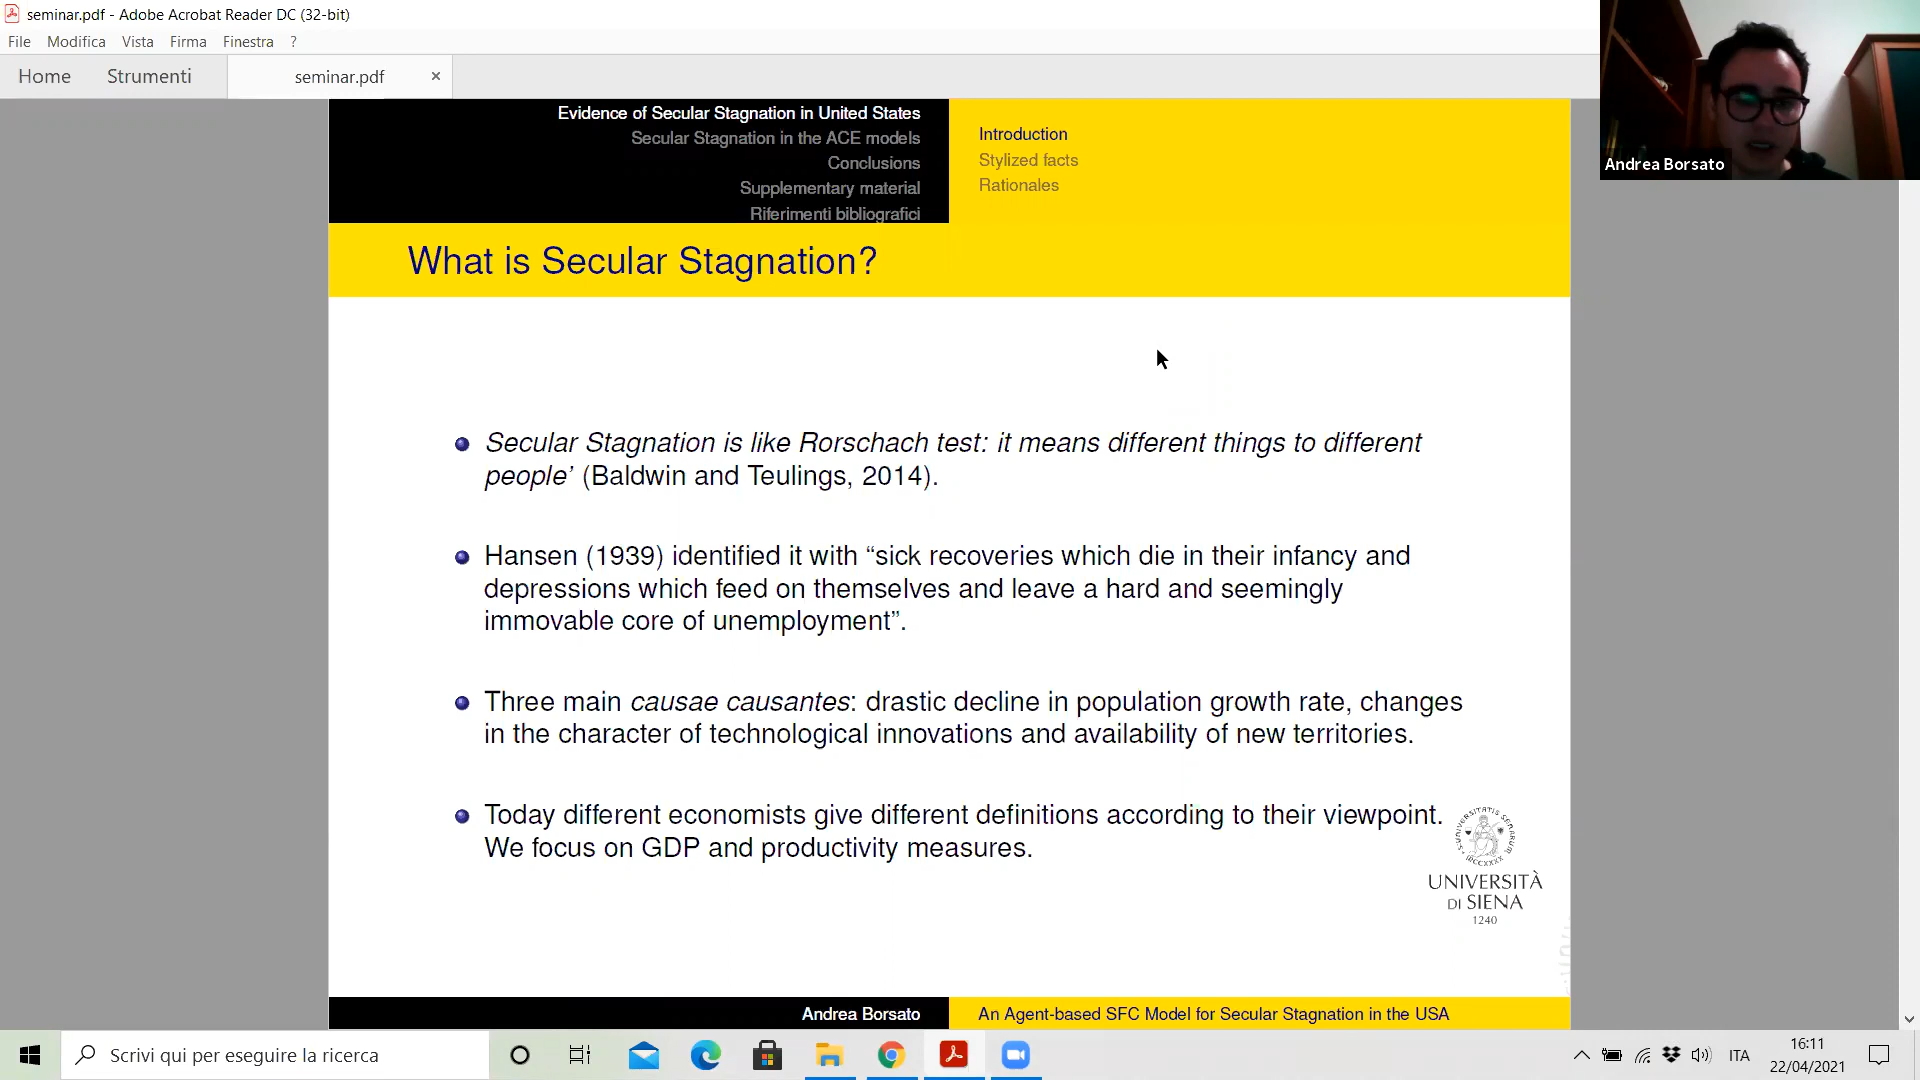 seminar.pdf - Adobe Acrobat Reader DC (32-bit)
File Modifica Vista Firma Finestra ?
Home Strumenti seminar.pdf ×
Evidence of Secular Stagnation in United States
Secular Stagnation in the ACE models
Conclusions
Supplementary material
Riferimenti bibliografici
Introduction
Stylized facts
Rationales
Andrea Borsato
What is Secular Stagnation?
Secular Stagnation is like Rorschach test: it means different things to different
people’ (Baldwin and Teulings, 2014).
Hansen (1939) identified it with “sick recoveries which die in their infancy and
depressions which feed on themselves and leave a hard and seemingly
immovable core of unemployment”.
Three main causae causantes: drastic decline in population growth rate, changes
in the character of technological innovations and availability of new territories.
Today different economists give different definitions according to their viewpoint.
We focus on GDP and productivity measures.
UNIVERSITÀ
DI SIENA
1240
Andrea Borsato
An Agent-based SFC Model for Secular Stagnation in the USA
Scrivi qui per eseguire la ricerca
ITA
16:11
22/04/2021